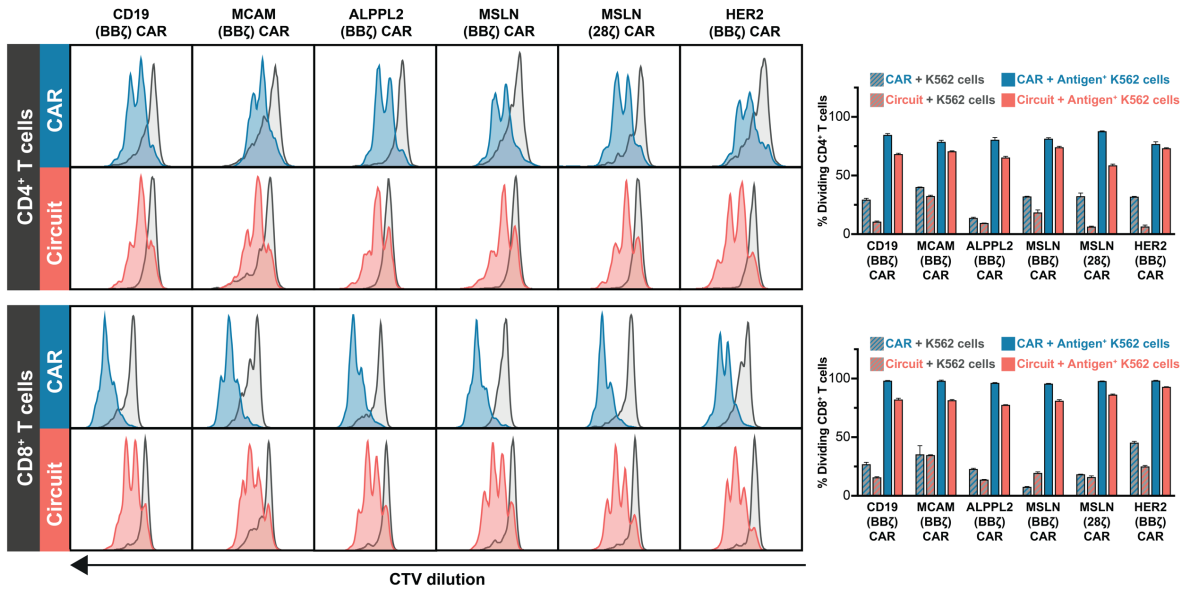 CD19
(BBζ) CAR
MCAM
(BBζ) CAR
ALPPL2
(BBζ) CAR
MSLN
(BBζ) CAR
MSLN
(28ζ) CAR
HER2
(BBζ) CAR
CD4⁺ T cells
CAR
Circuit
CD8⁺ T cells
CAR
Circuit
CTV dilution
CAR + K562 cells
CAR + Antigen⁺ K562 cells
Circuit + K562 cells
Circuit + Antigen⁺ K562 cells
% Dividing CD4⁺ T cells
100
50
0
CD19
(BBζ)
CAR
MCAM
(BBζ)
CAR
ALPPL2
(BBζ)
CAR
MSLN
(BBζ)
CAR
MSLN
(28ζ)
CAR
HER2
(BBζ)
CAR
CAR + K562 cells
CAR + Antigen⁺ K562 cells
Circuit + K562 cells
Circuit + Antigen⁺ K562 cells
% Dividing CD8⁺ T cells
100
50
0
CD19
(BBζ)
CAR
MCAM
(BBζ)
CAR
ALPPL2
(BBζ)
CAR
MSLN
(BBζ)
CAR
MSLN
(28ζ)
CAR
HER2
(BBζ)
CAR